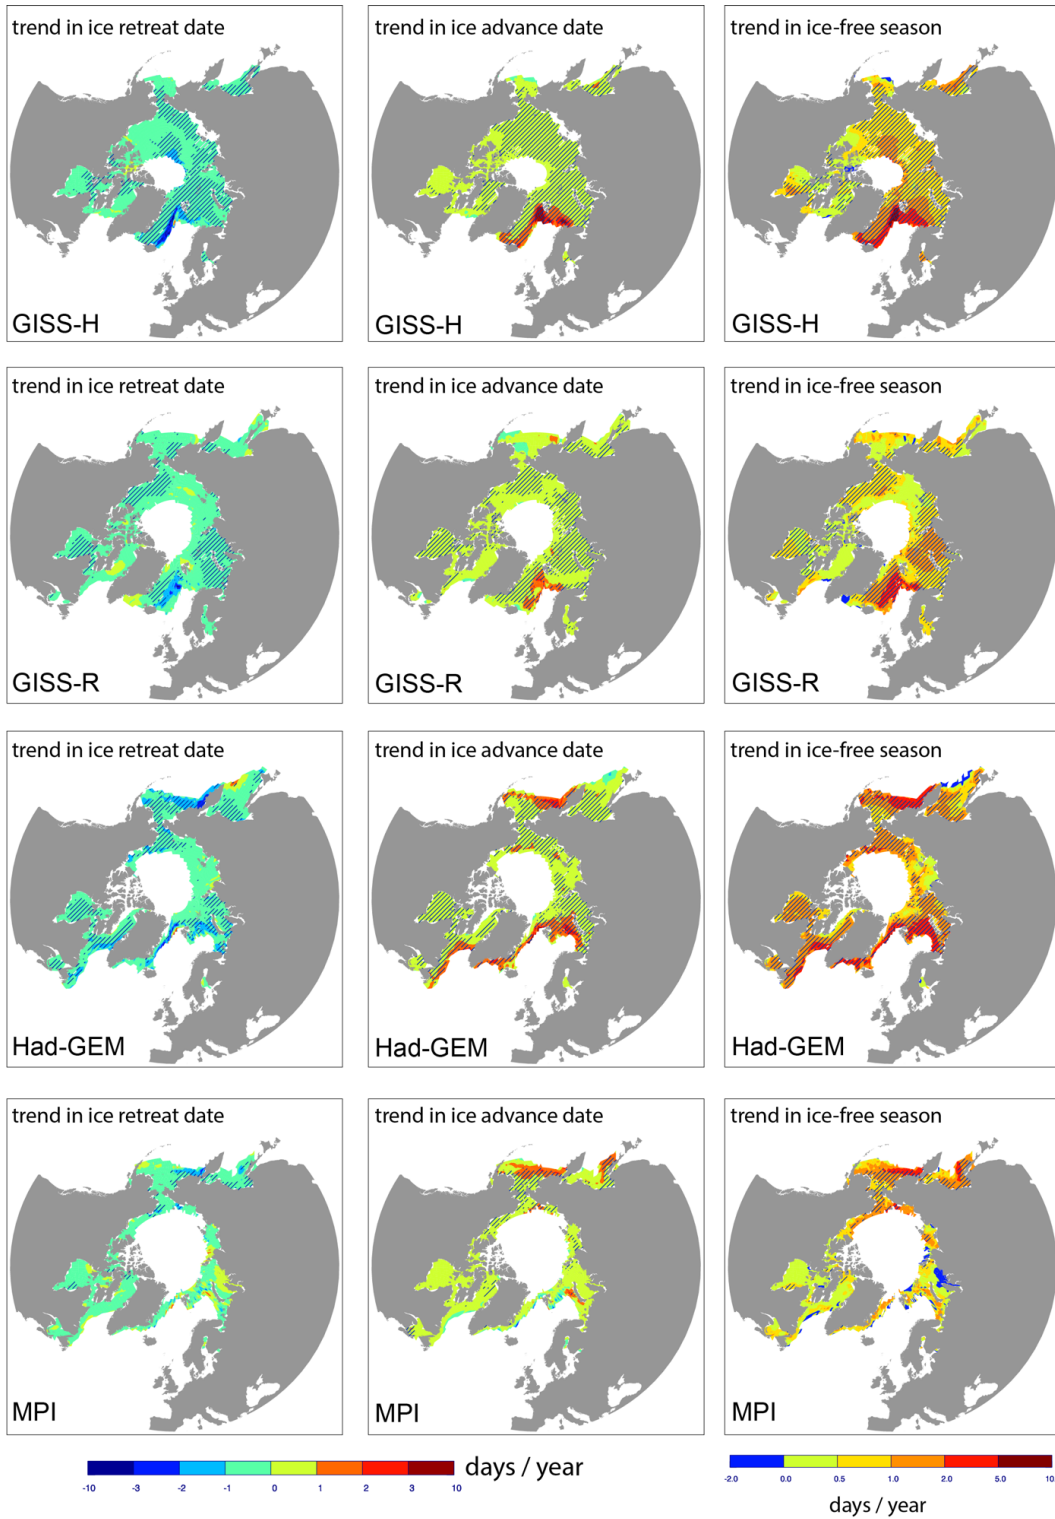 trend in ice retreat date
trend in ice advance date
trend in ice-free season
GISS-H
GISS-H
GISS-H
trend in ice retreat date
trend in ice advance date
trend in ice-free season
GISS-R
GISS-R
GISS-R
trend in ice retreat date
trend in ice advance date
trend in ice-free season
Had-GEM
Had-GEM
Had-GEM
trend in ice retreat date
trend in ice advance date
trend in ice-free season
MPI
MPI
MPI
-10 -3 -2 -1 0 1 2 3 10
days / year
-2.0 0.0 0.5 1.0 2.0 5.0 10
days / year